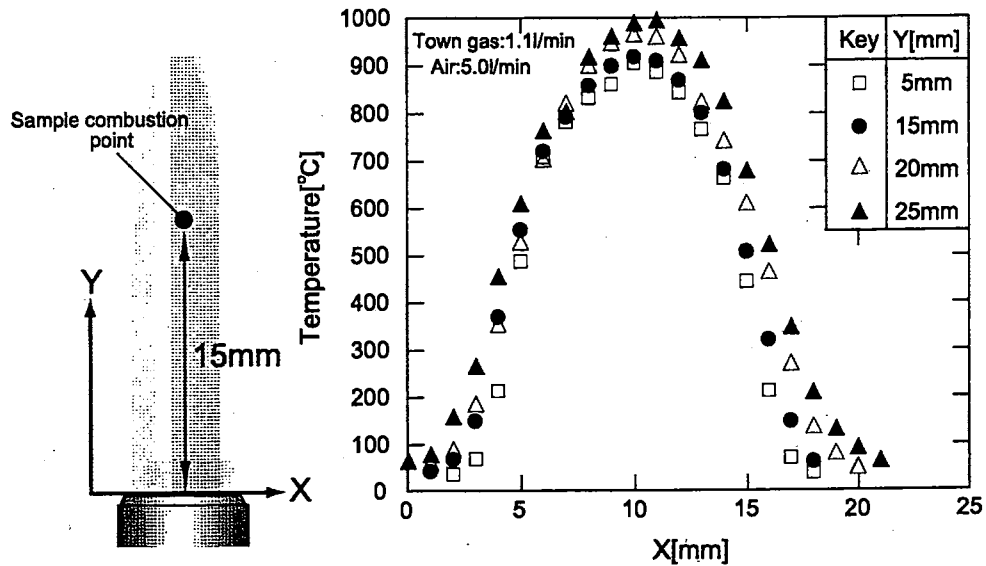 Sample combustion
point
Y
15mm
X
Town gas:1.1l/min
Air:5.0l/min
Key Y[mm]
□ 5mm
● 15mm
△ 20mm
▲ 25mm
Temperature[°C]
1000
900
800
700
600
500
400
300
200
100
0
0 5 10 15 20 25
X[mm]